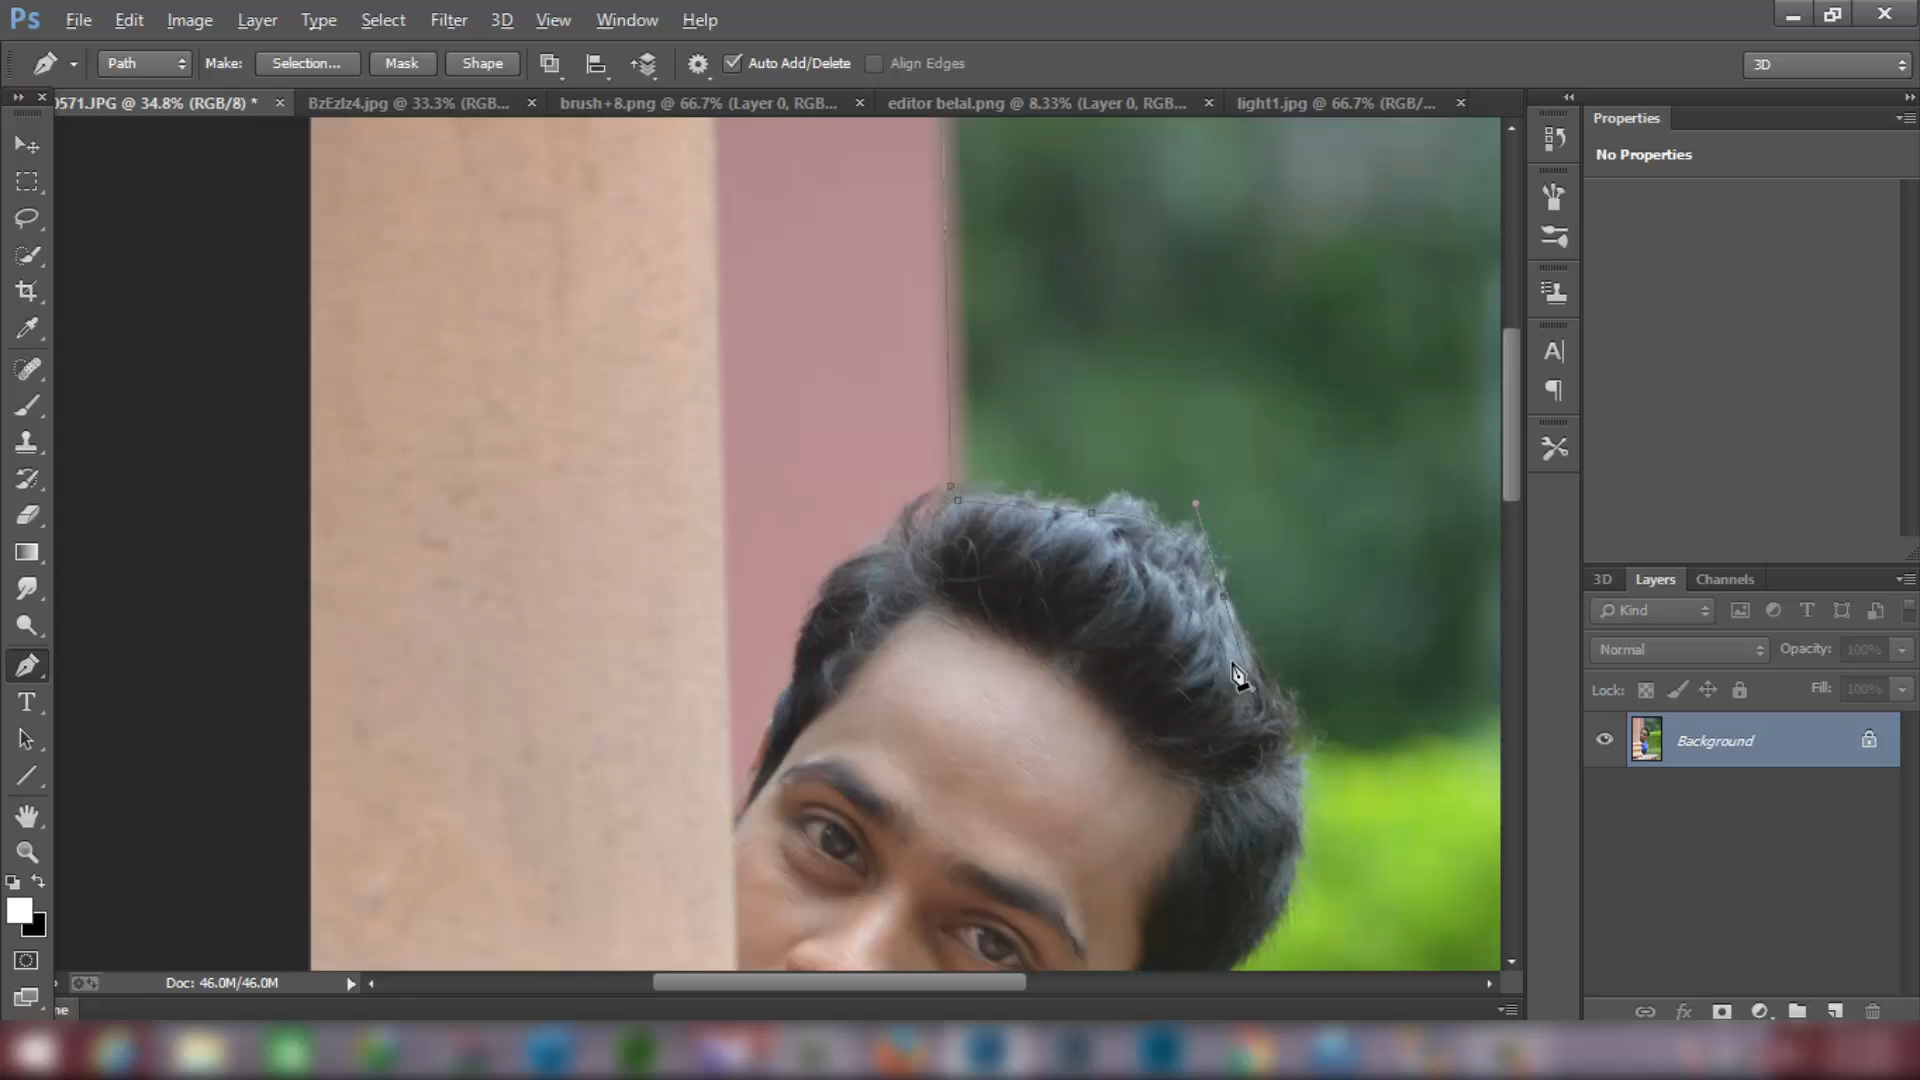 Ps File Edit Image Layer Type Select Filter 3D View Window Help
Path Make: Selection... Mask Shape Auto Add/Delete Align Edges 3D
0571.JPG @ 34.8% (RGB/8) * BzEzlz4.jpg @ 33.3% (RGB... brush+8.png @ 66.7% (Layer 0, RGB... editor belal.png @ 8.33% (Layer 0, RGB... light1.jpg @ 66.7% (RGB/...
Properties
No Properties
3D Layers Channels
Kind
Normal Opacity: 100%
Lock: Fill: 100%
Background
Doc: 46.0M/46.0M
ne